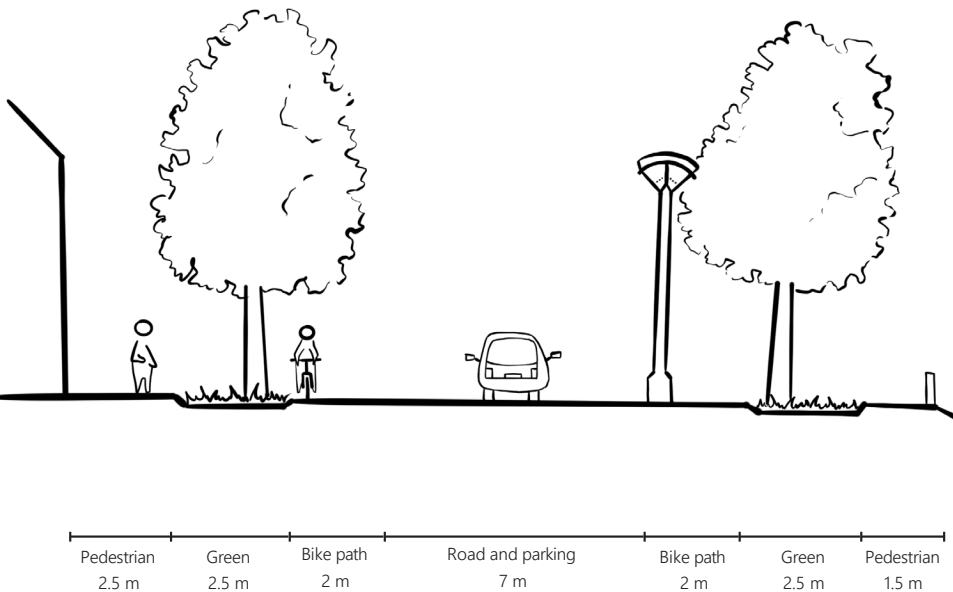 Pedestrian
2.5 m
Green
2.5 m
Bike path
2 m
Road and parking
7 m
Bike path
2 m
Green
2.5 m
Pedestrian
1.5 m